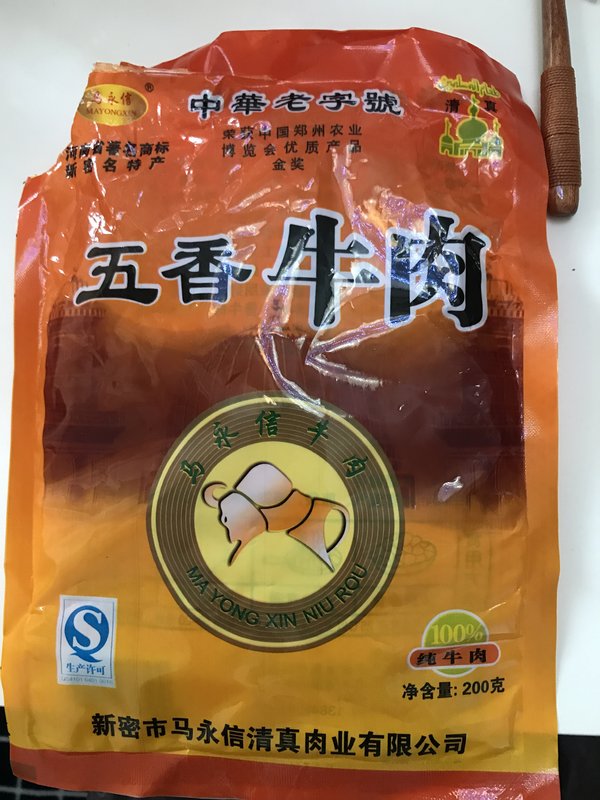 马永信®
MAYONGXIN
河南省著名商标
新密名特产
中華老字號
荣获中国郑州农业
博览会优质产品
金奖
清真
五香牛肉
马永信牛肉
MA YONG XIN NIU ROU
生产许可
100%
纯牛肉
净含量: 200克
新密市马永信清真肉业有限公司